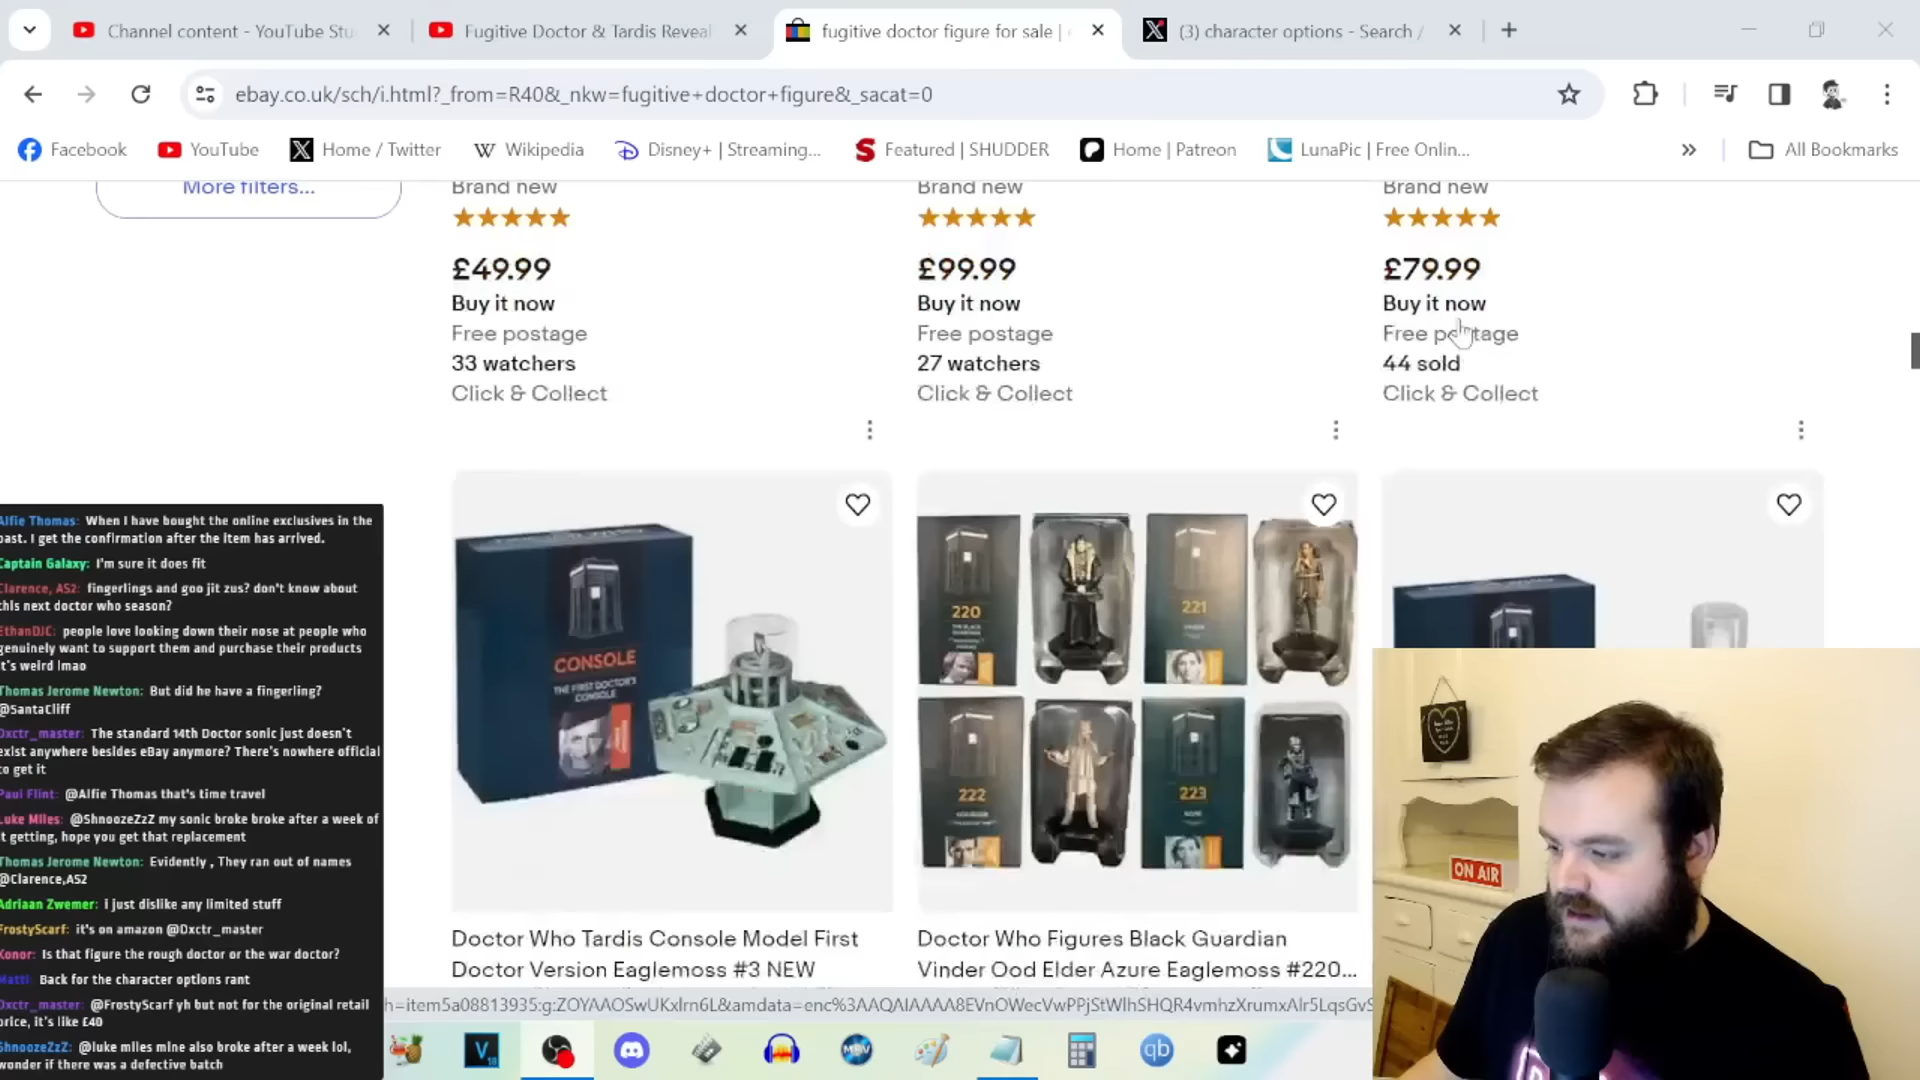 Channel content - YouTube Stu
Fugitive Doctor & Tardis Reveal
fugitive doctor figure for sale |
(3) character options - Search /
ebay.co.uk/sch/i.html?_from=R40&_nkw=fugitive+doctor+figure&_sacat=0
Facebook
YouTube
Home / Twitter
Wikipedia
Disney+ | Streaming...
Featured | SHUDDER
Home | Patreon
LunaPic | Free Onlin...
All Bookmarks
More filters...
Brand new
£49.99
Buy it now
Free postage
33 watchers
Click & Collect
Brand new
£99.99
Buy it now
Free postage
27 watchers
Click & Collect
Brand new
£79.99
Buy it now
Free postage
44 sold
Click & Collect
CONSOLE
THE FIRST DOCTOR'S
CONSOLE
220
221
222
223
Doctor Who Tardis Console Model First
Doctor Version Eaglemoss #3 NEW
Doctor Who Figures Black Guardian
Vinder Ood Elder Azure Eaglemoss #220...
Alfie Thomas: When I have bought the online exclusives in the
past. I get the confirmation after the item has arrived.
Captain Galaxy: I'm sure it does fit
Clarence, AS2: fingerlings and goo jit zus? don't know about
this next doctor who season?
EthanDJC: people love looking down their nose at people who
genuinely want to support them and purchase their products
it's weird lmao
Thomas Jerome Newton: But did he have a fingerling?
@SantaCliff
Dxctr_master: The standard 14th Doctor sonic just doesn't
exist anywhere besides eBay anymore? There's nowhere official
to get it
Paul Flint: @Alfie Thomas that's time travel
Luke Miles: @ShnoozeZzZ my sonic broke broke after a week of
it getting, hope you get that replacement
Thomas Jerome Newton: Evidently , They ran out of names
@Clarence,AS2
Adriaan Zwemer: i just dislike any limited stuff
FrostyScarf: it's on amazon @Dxctr_master
Konor: Is that figure the rough doctor or the war doctor?
Matti: Back for the character options rant
Dxctr_master: @FrostyScarf yh but not for the original retail
price, it's like £40
ShnoozeZzZ: @luke miles mine also broke after a week lol,
wonder if there was a defective batch
ON AIR